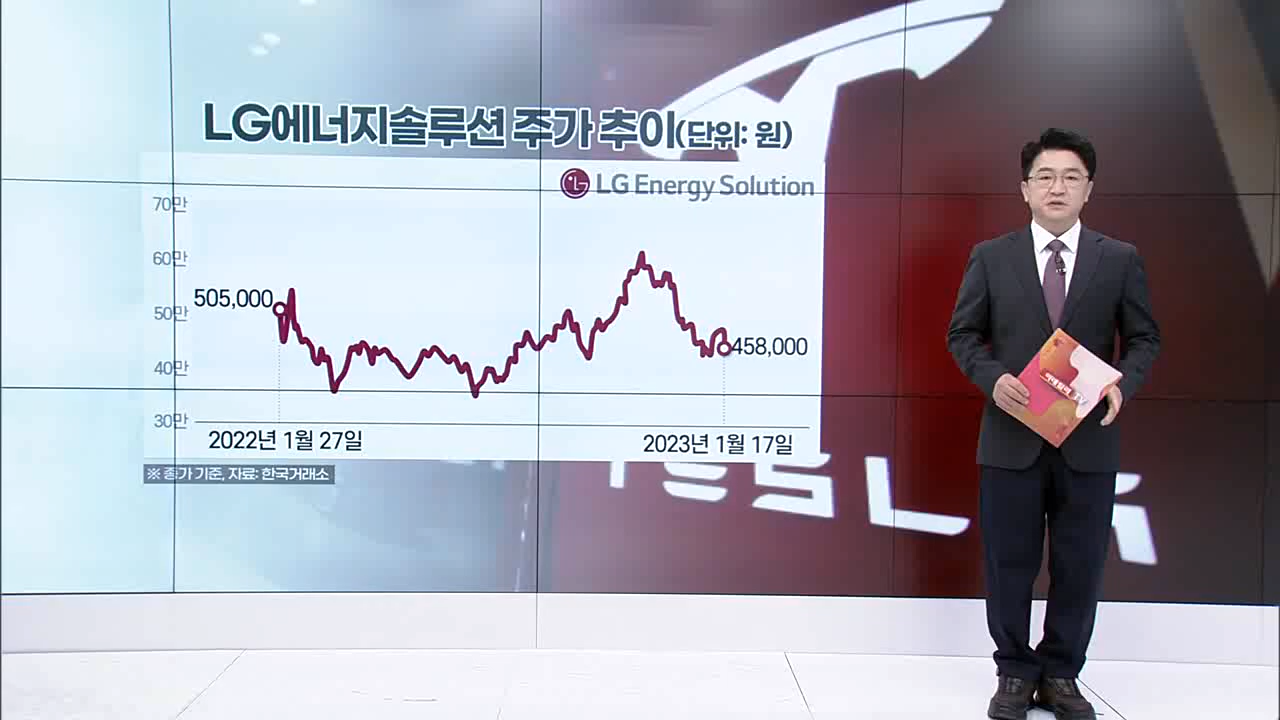 LG에너지솔루션 주가 추이(단위: 원)
LG Energy Solution
70만
60만
505,000
50만
458,000
40만
30만
2022년 1월 27일
2023년 1월 17일
※ 종가 기준, 자료: 한국거래소
TESLA